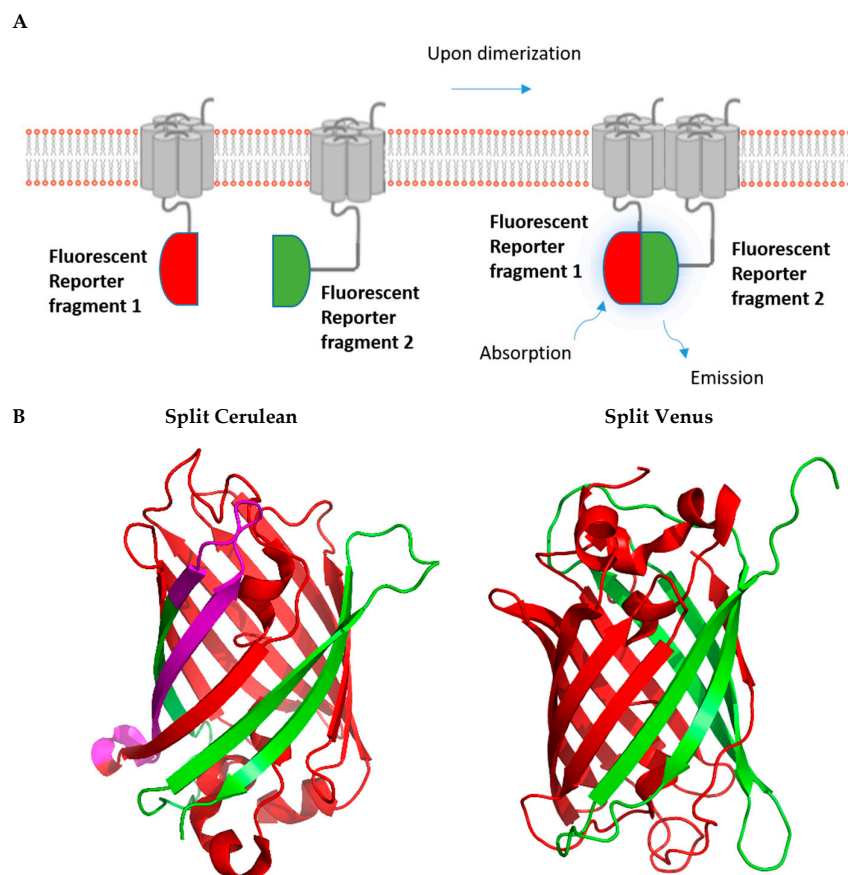 A
Upon dimerization
Fluorescent
Reporter
fragment 1
Fluorescent
Reporter
fragment 2
Fluorescent
Reporter
fragment 1
Fluorescent
Reporter
fragment 2
Absorption
Emission
B
Split Cerulean
Split Venus